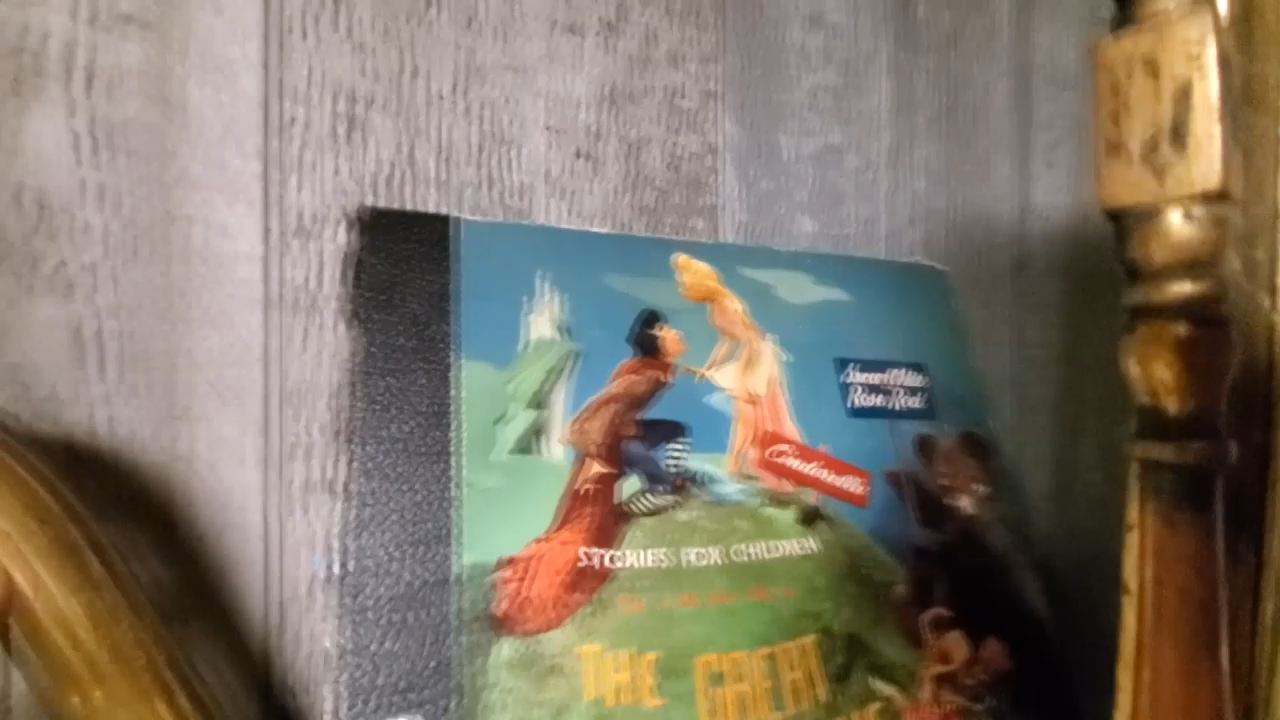 Snow White
Rose Red
Cinderella
STORIES FOR CHILDREN
THE GREAT